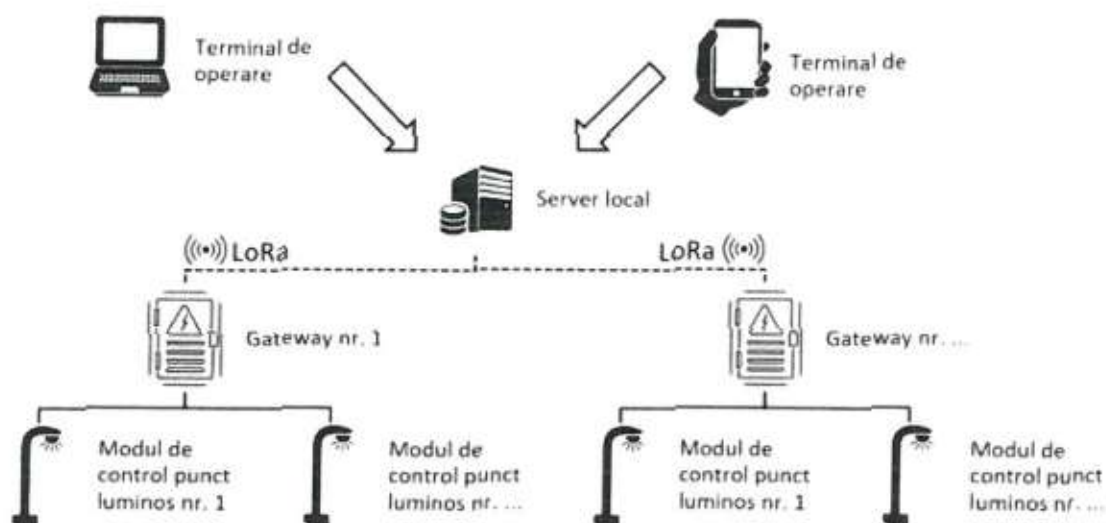 Terminal de
operare
Terminal de
operare
Server local
LoRa
LoRa
Gateway nr. 1
Gateway nr. ...
Modul de
control punct
luminos nr. 1
Modul de
control punct
luminos nr. ...
Modul de
control punct
luminos nr. 1
Modul de
control punct
luminos nr. ...